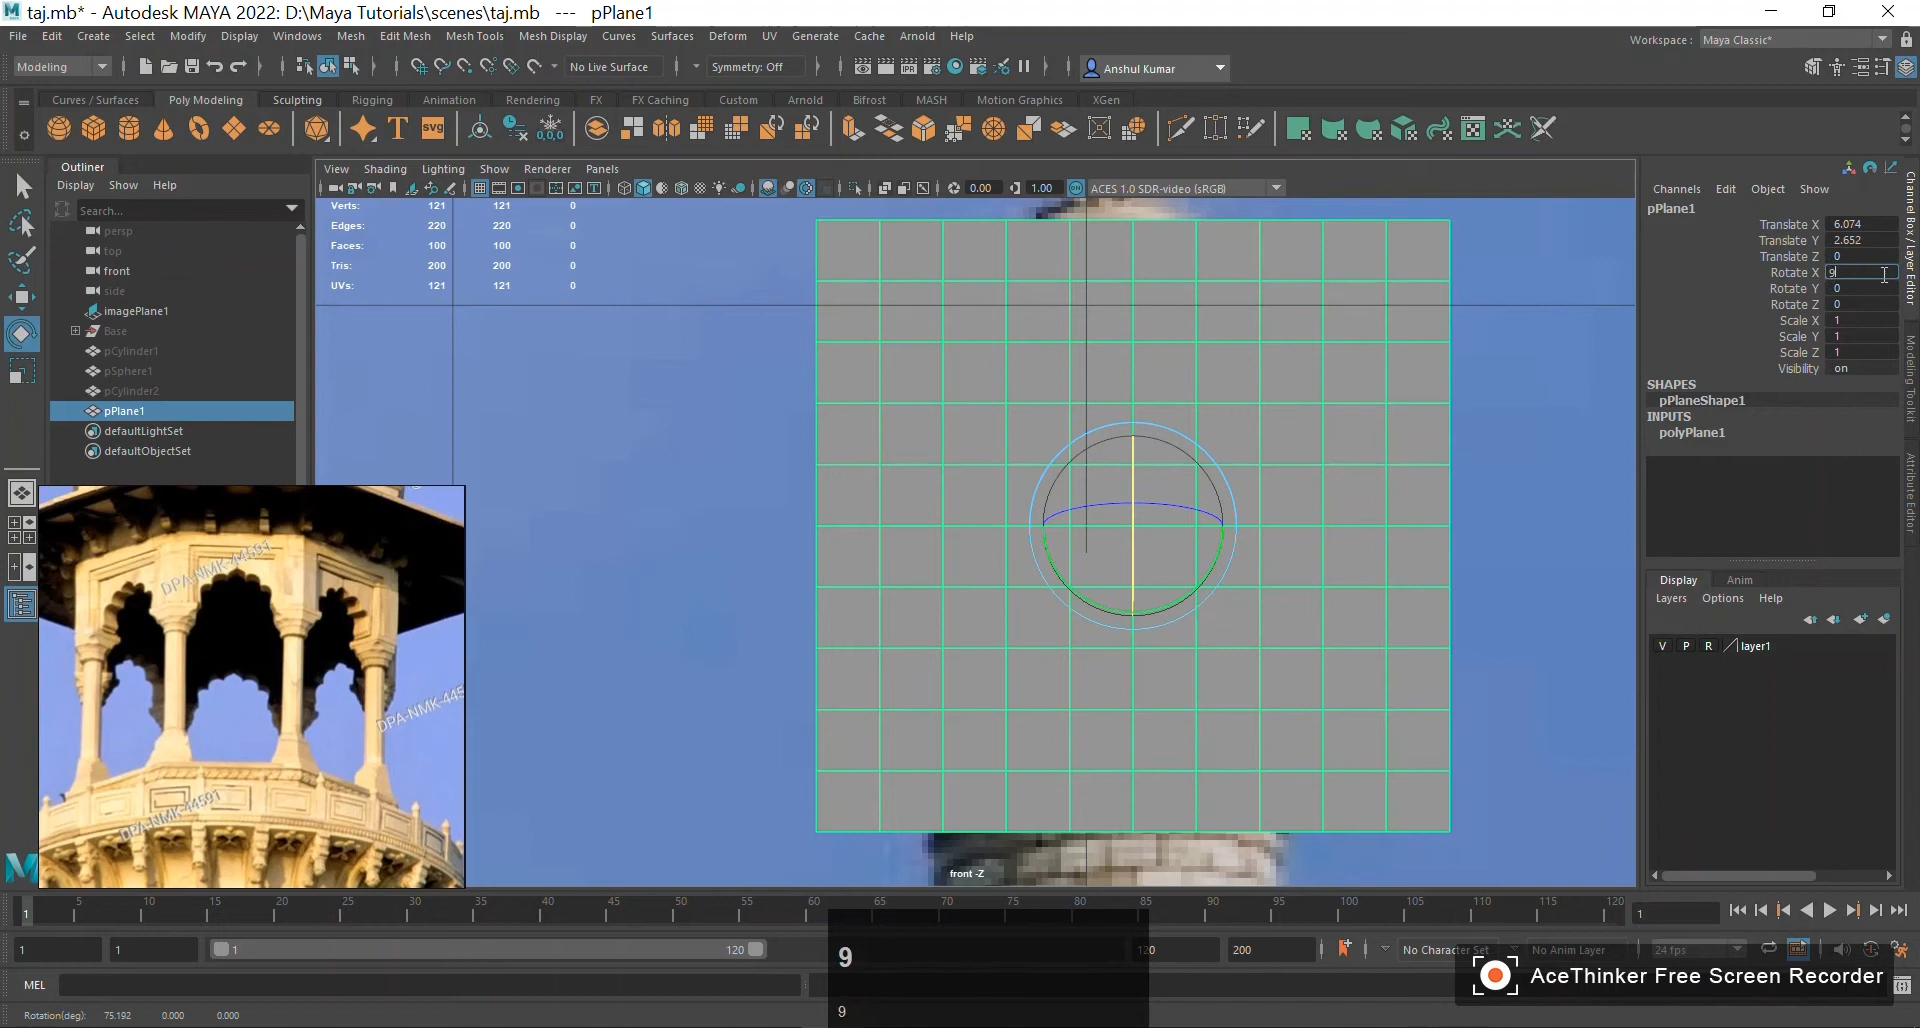 taj.mb* - Autodesk MAYA 2022: D:\Maya Tutorials\scenes\taj.mb --- pPlane1
File Edit Create Select Modify Display Windows Mesh Edit Mesh Mesh Tools Mesh Display Curves Surfaces Deform UV Generate Cache Arnold Help
Workspace: Maya Classic*
Modeling No Live Surface Symmetry: Off Anshul Kumar
Curves / Surfaces Poly Modeling Sculpting Rigging Animation Rendering FX FX Caching Custom Arnold Bifrost MASH Motion Graphics XGen
SVG
Outliner
Display Show Help
Search...
persp
top
front
side
imagePlane1
Base
pCylinder1
pSphere1
pCylinder2
pPlane1
defaultLightSet
defaultObjectSet
View Shading Lighting Show Renderer Panels
0.00 1.00 ACES 1.0 SDR-video (sRGB)
Verts: 121 121 0
Edges: 220 220 0
Faces: 100 100 0
Tris: 200 200 0
UVs: 121 121 0
front -Z
DPA-NMK-44591
DPA-NMK-445
DPA-NMK-44591
Channels Edit Object Show
pPlane1
Translate X 6.074
Translate Y 2.652
Translate Z 0
Rotate X 9
Rotate Y 0
Rotate Z 0
Scale X 1
Scale Y 1
Scale Z 1
Visibility on
SHAPES
pPlaneShape1
INPUTS
polyPlane1
Channel Box / Layer Editor
Modeling Toolkit
Attribute Editor
Display Anim
Layers Options Help
V P R layer1
1 5 10 15 20 25 30 35 40 45 50 55 60 65 70 75 80 85 90 95 100 105 110 115 120
1
1 1 1 120 120 200 No Character Set No Anim Layer 24 fps
9
9
MEL
Rotation(deg): 75.192 0.000 0.000
AceThinker Free Screen Recorder